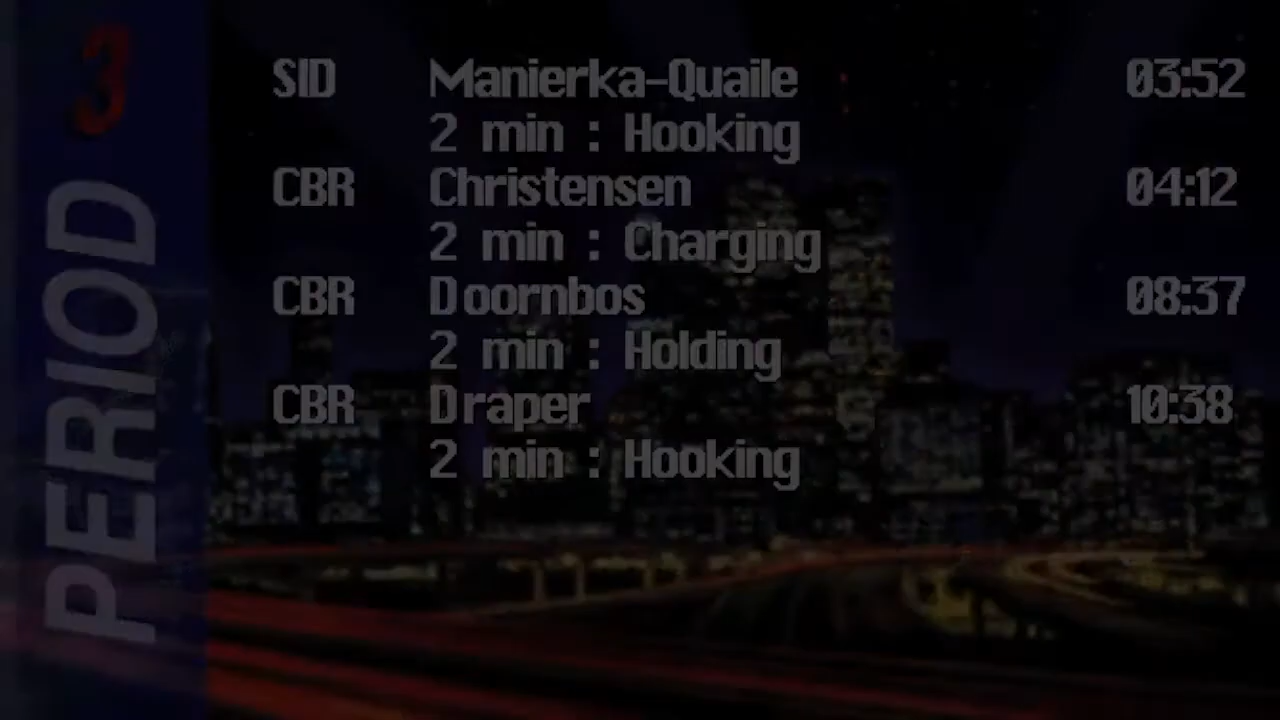 PERIOD 3
SID Manierka-Quaile 03:52
2 min : Hooking
CBR Christensen 04:12
2 min : Charging
CBR Doornbos 08:37
2 min : Holding
CBR Draper 10:38
2 min : Hooking